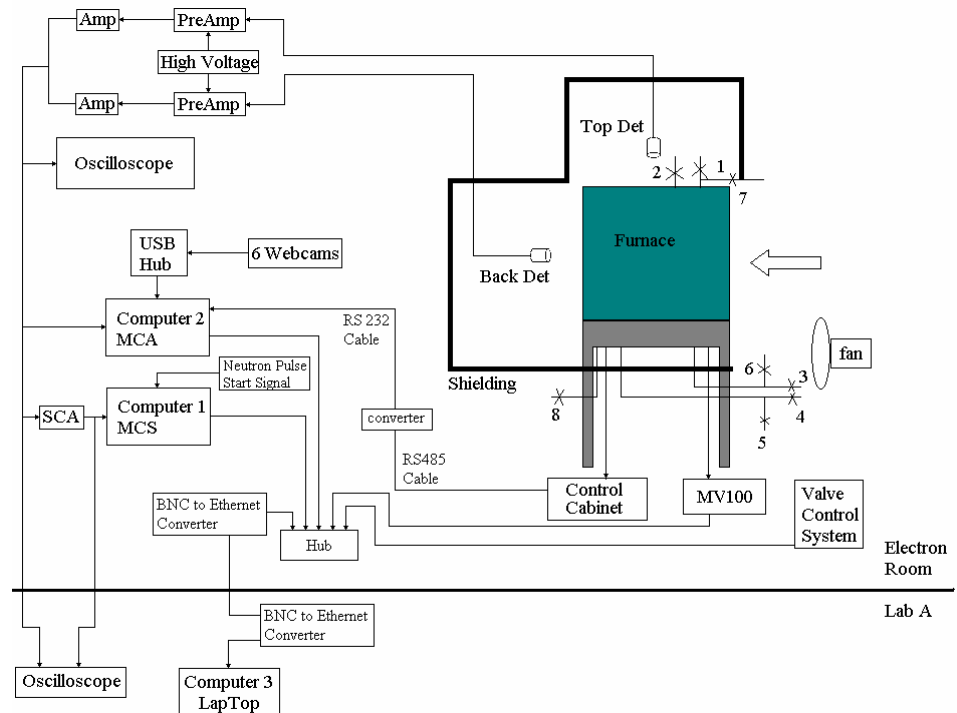 Amp
PreAmp
High Voltage
Amp
PreAmp
Oscilloscope
Top Det
2
1
7
Furnace
Back Det
USB
Hub
6 Webcams
Computer 2
MCA
RS 232
Cable
Neutron Pulse
Start Signal
Shielding
6
3
fan
SCA
Computer 1
MCS
converter
8
4
5
RS485
Cable
BNC to Ethernet
Converter
Hub
Control
Cabinet
MV100
Valve
Control
System
Electron
Room
Lab A
BNC to Ethernet
Converter
Oscilloscope
Computer 3
LapTop